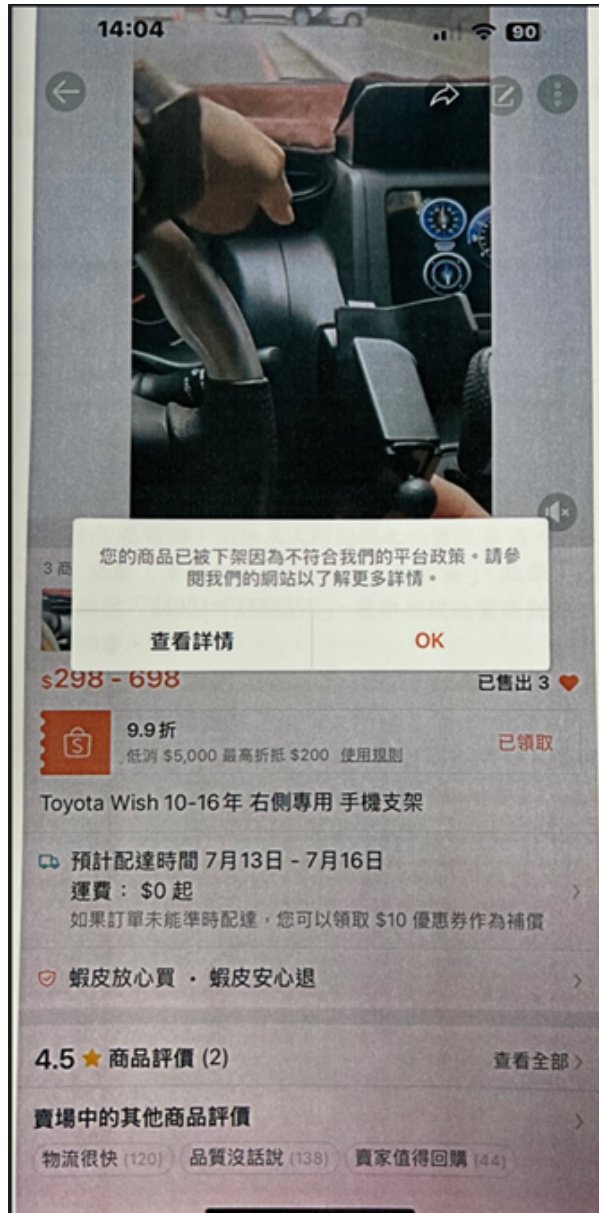 14:04
90
您的商品已被下架因為不符合我們的平台政策。請參
閱我們的網站以了解更多詳情。
3 商
查看詳情
OK
$298 - 698
已售出 3
9.9折
低消 $5,000 最高折抵 $200 使用規則
已領取
Toyota Wish 10-16年 右側專用 手機支架
預計配達時間 7月13日 - 7月16日
運費： $0 起
如果訂單未能準時配達，您可以領取 $10 優惠券作為補償
蝦皮放心買 · 蝦皮安心退
4.5 商品評價 (2)
查看全部
賣場中的其他商品評價
物流很快 (120)
品質沒話說 (138)
賣家值得回購 (44)